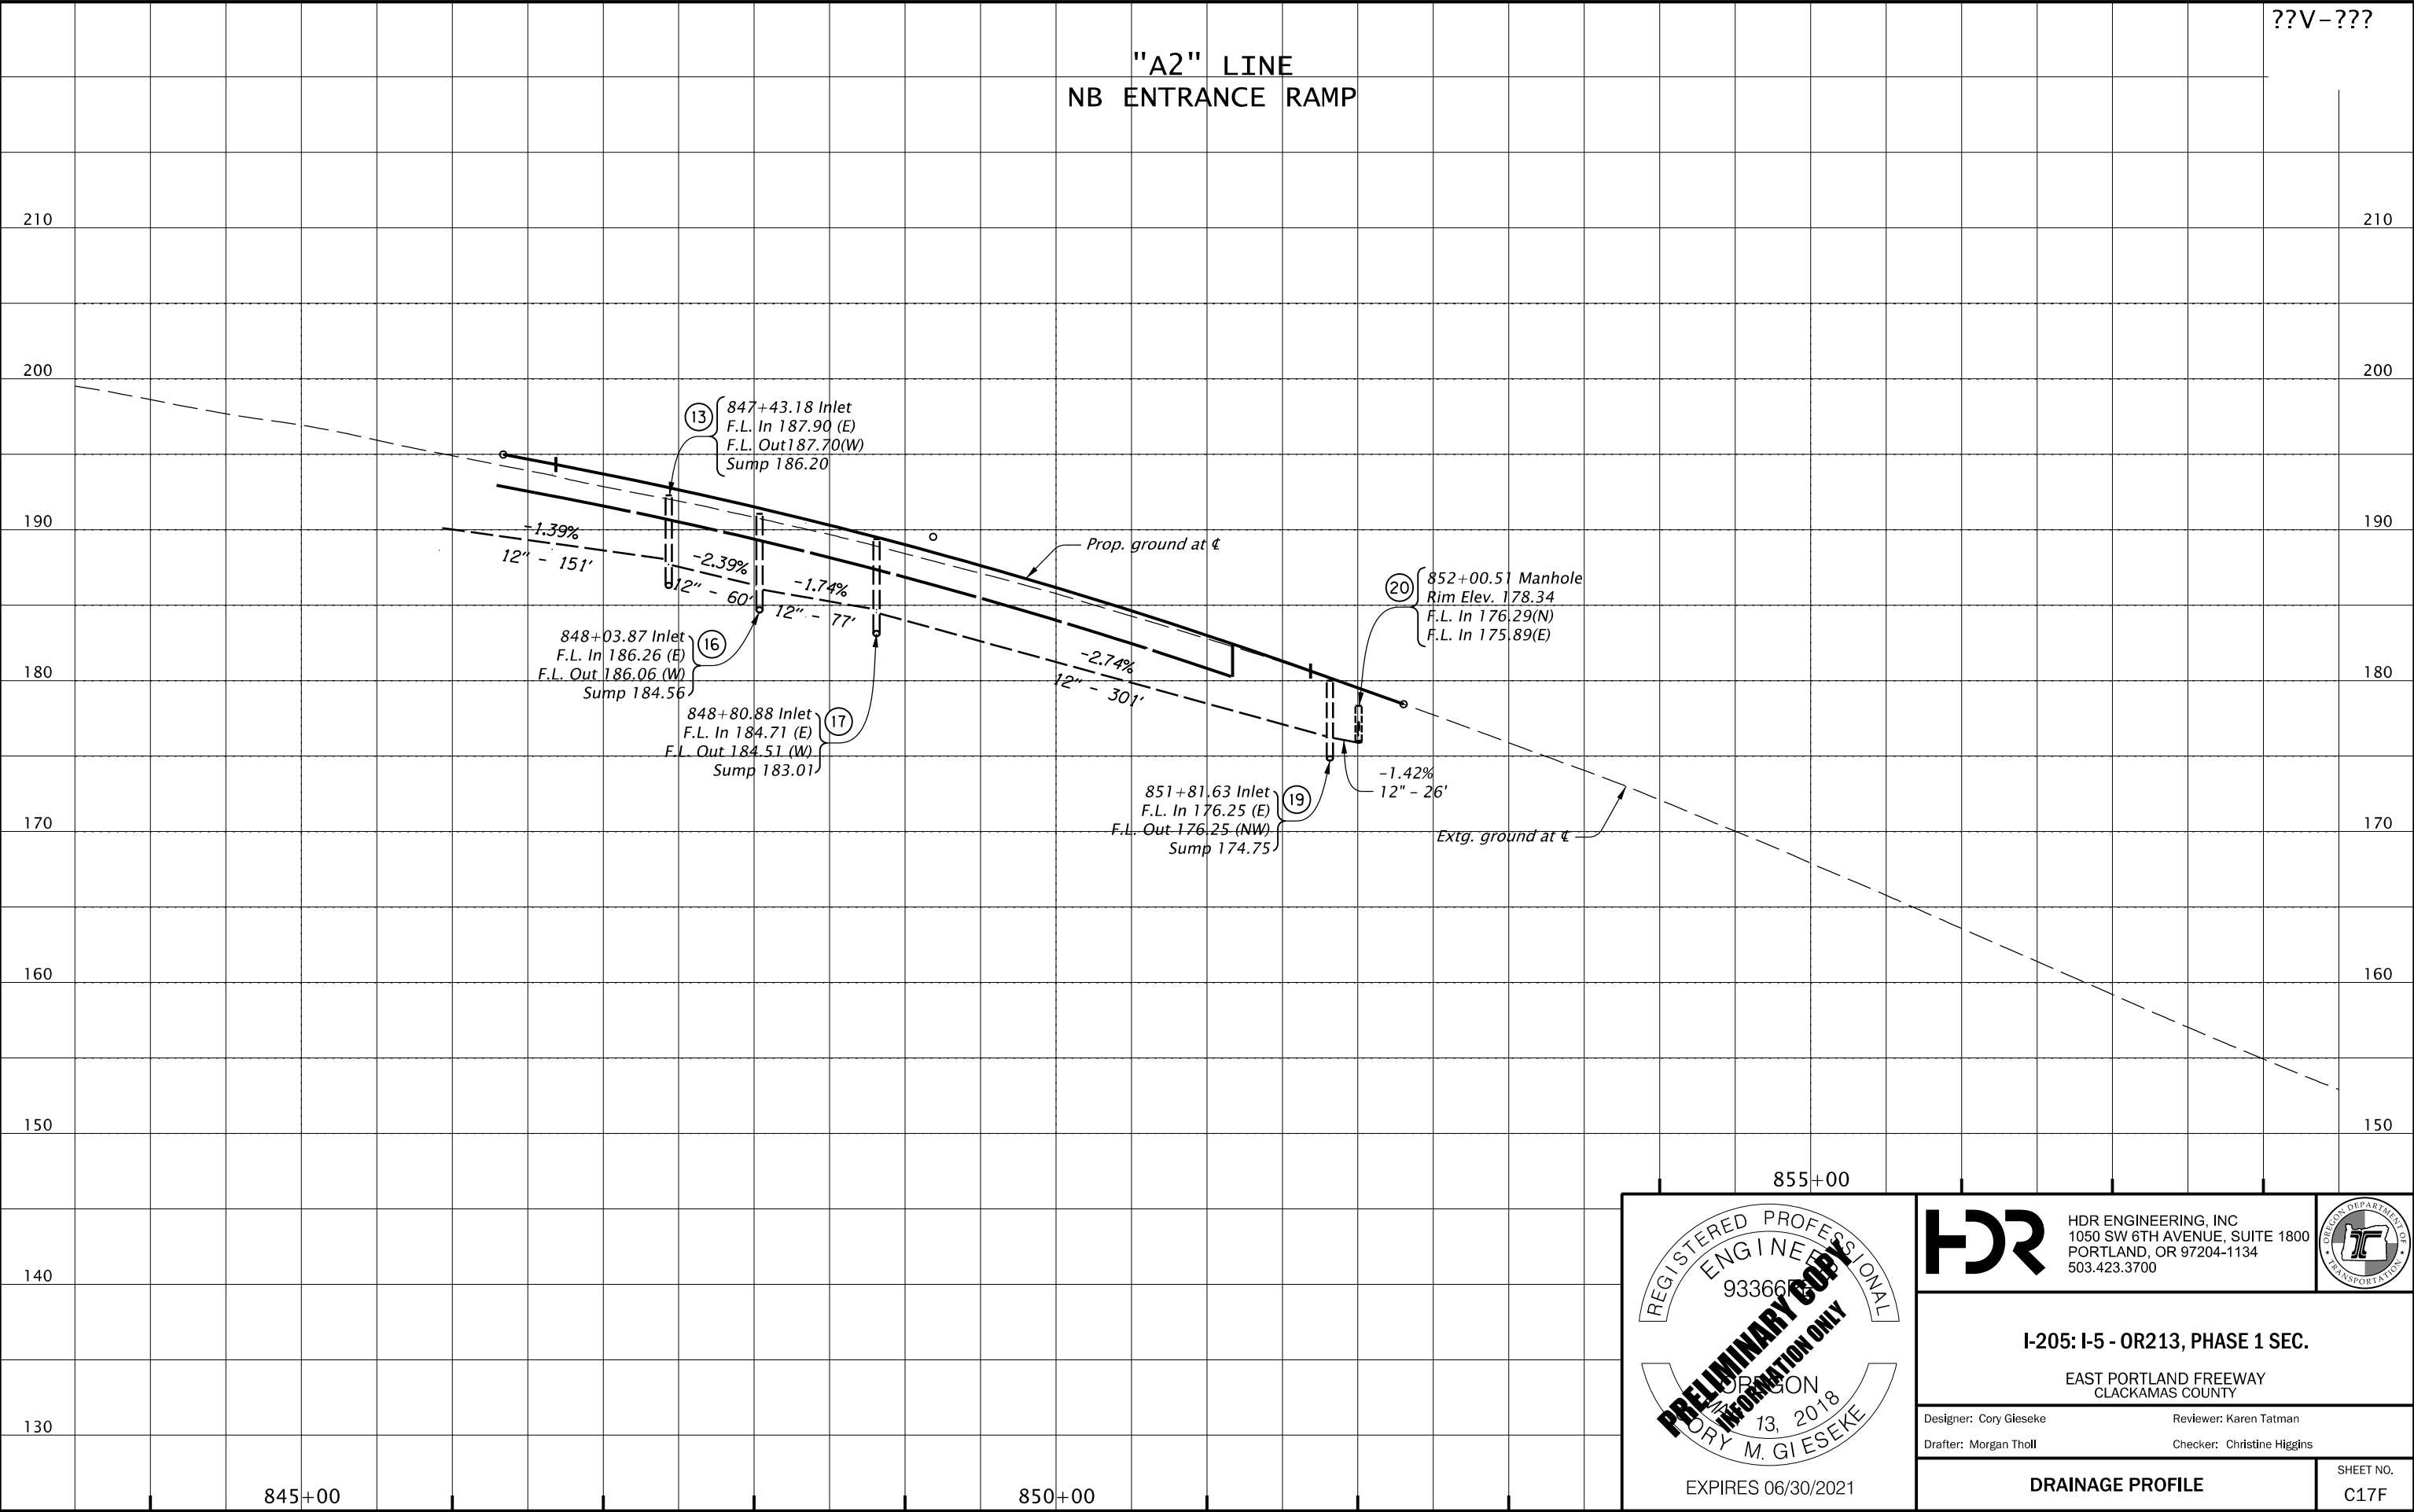 ??V-???
"A2" LINE
NB ENTRANCE RAMP
210
210
200
200
190
190
180
180
170
170
160
160
150
150
140
130
13
847+43.18 Inlet
F.L. In 187.90 (E)
F.L. Out187.70(W)
Sump 186.20
-1.39%
12" - 151'
-2.39%
12" - 60'
-1.74%
12" - 77'
Prop. ground at ℄
848+03.87 Inlet
F.L. In 186.26 (E)
F.L. Out 186.06 (W)
Sump 184.56
16
848+80.88 Inlet
F.L. In 184.71 (E)
F.L. Out 184.51 (W)
Sump 183.01
17
-2.74%
12" - 301'
20
852+00.51 Manhole
Rim Elev. 178.34
F.L. In 176.29(N)
F.L. In 175.89(E)
851+81.63 Inlet
F.L. In 176.25 (E)
F.L. Out 176.25 (NW)
Sump 174.75
19
-1.42%
12" - 26'
Extg. ground at ℄
845+00
850+00
855+00
REGISTERED PROFESSIONAL
ENGINEER
93366PE
PRELIMINARY COPY
INFORMATION ONLY
OREGON
13, 2018
CORY M. GIESEKE
EXPIRES 06/30/2021
HDR
HDR ENGINEERING, INC
1050 SW 6TH AVENUE, SUITE 1800
PORTLAND, OR 97204-1134
503.423.3700
OREGON DEPARTMENT OF
TRANSPORTATION
I-205: I-5 - OR213, PHASE 1 SEC.
EAST PORTLAND FREEWAY
CLACKAMAS COUNTY
Designer: Cory Gieseke
Reviewer: Karen Tatman
Drafter: Morgan Tholl
Checker: Christine Higgins
DRAINAGE PROFILE
SHEET NO.
C17F